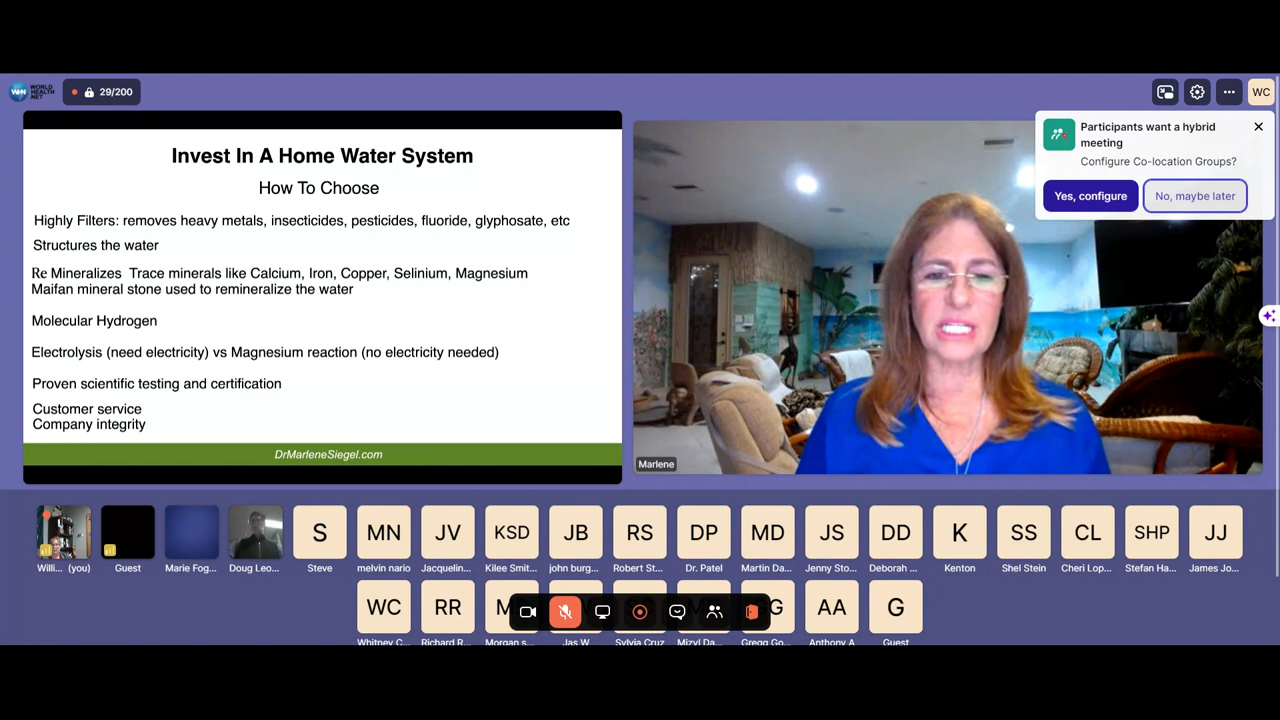 WORLD
HEALTH
.NET
29/200
WC
Invest In A Home Water System
How To Choose
Highly Filters: removes heavy metals, insecticides, pesticides, fluoride, glyphosate, etc
Structures the water
Re Mineralizes Trace minerals like Calcium, Iron, Copper, Selinium, Magnesium
Maifan mineral stone used to remineralize the water
Molecular Hydrogen
Electrolysis (need electricity) vs Magnesium reaction (no electricity needed)
Proven scientific testing and certification
Customer service
Company integrity
DrMarleneSiegel.com
Participants want a hybrid
meeting
Configure Co-location Groups?
Yes, configure
No, maybe later
Marlene
S MN JV KSD JB RS DP MD JS DD K SS CL SHP JJ
Willi... (you) Guest Marie Fog... Doug Leo... Steve melvin nario Jacquelin... Kilee Smit... john burg... Robert St... Dr. Patel Martin Da... Jenny Sto... Deborah ... Kenton Shel Stein Cheri Lop... Stefan Ha... James Jo...
WC RR AA G
Whitney C... Richard R... Morgan s... Jas W Sylvia Cruz Mizyl Da... Gregg Go... Anthony A Guest